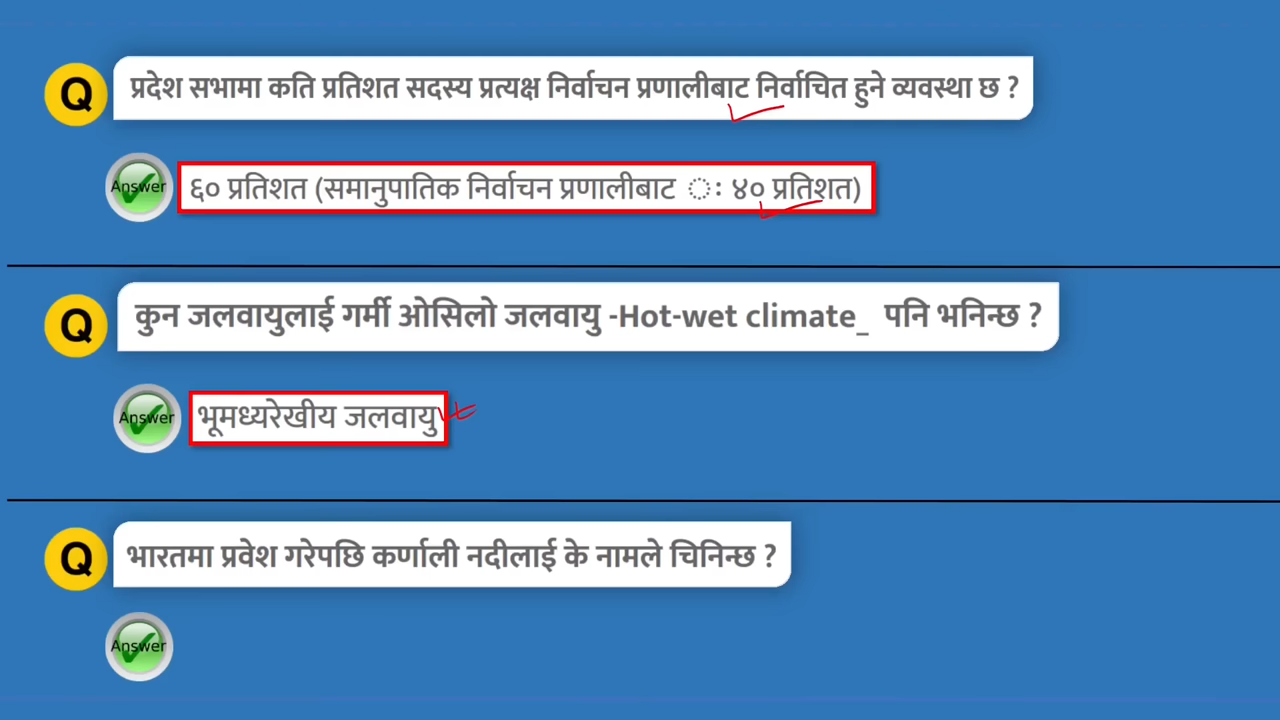 Q प्रदेश सभामा कति प्रतिशत सदस्य प्रत्यक्ष निर्वाचन प्रणालीबाट निर्वाचित हुने व्यवस्था छ ?
Answer ६० प्रतिशत (समानुपातिक निर्वाचन प्रणालीबाट ः ४० प्रतिशत)
Q कुन जलवायुलाई गर्मी ओसिलो जलवायु -Hot-wet climate_ पनि भनिन्छ ?
Answer भूमध्यरेखीय जलवायु
Q भारतमा प्रवेश गरेपछि कर्णाली नदीलाई के नामले चिनिन्छ ?
Answer